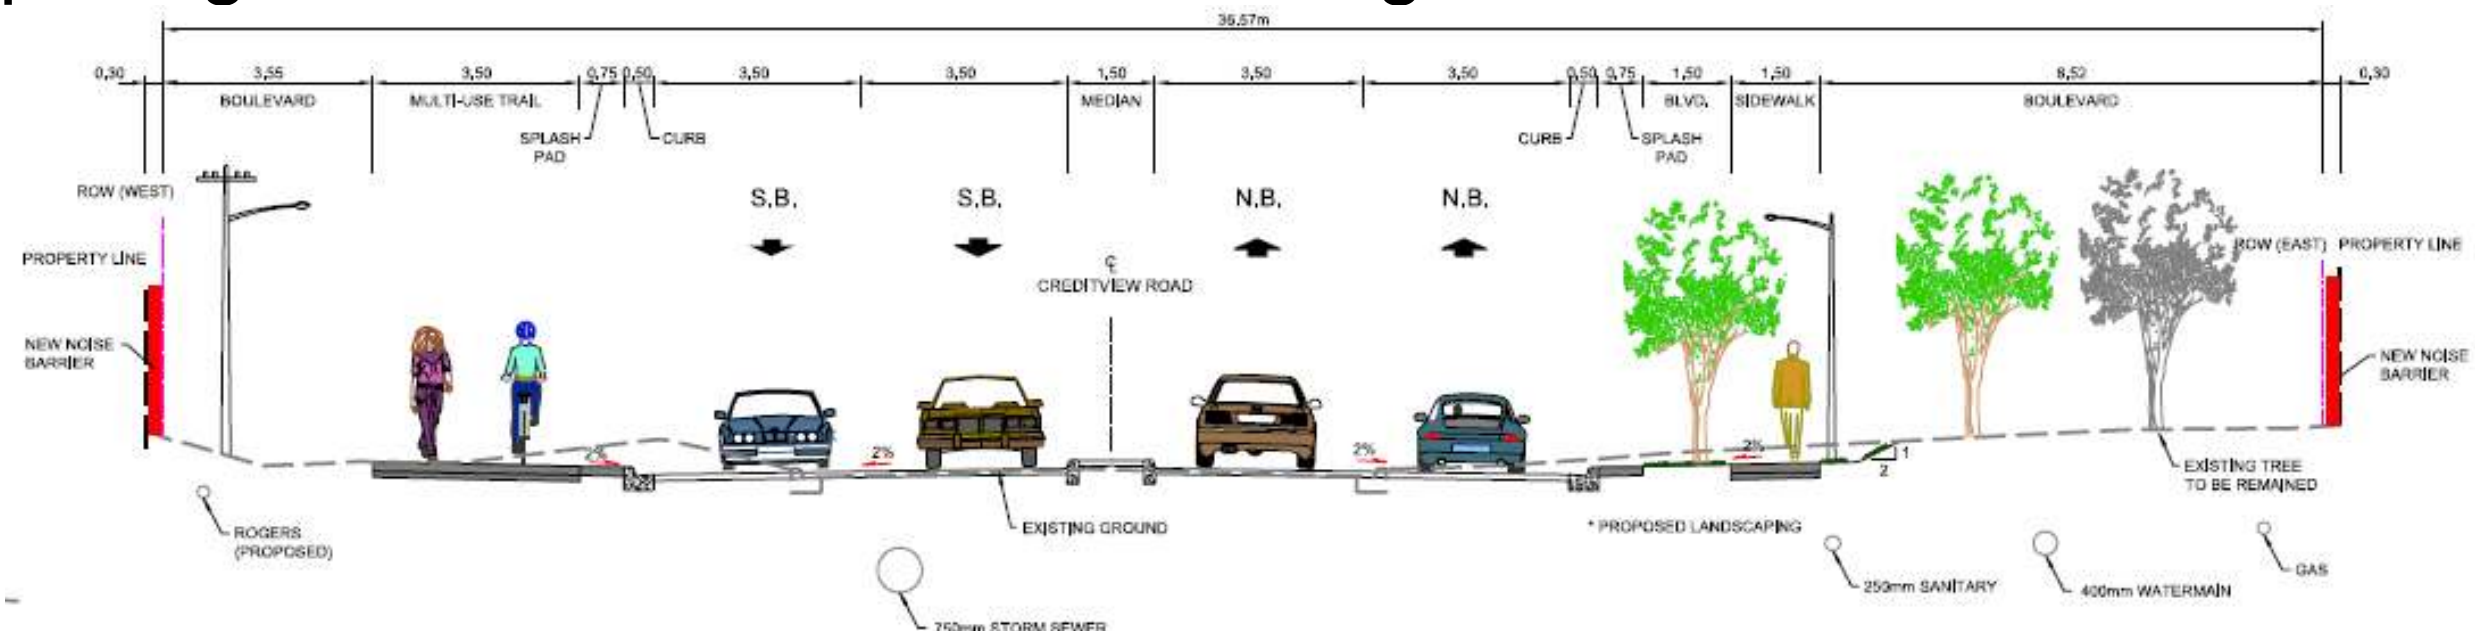 36.57m
0.30 3.55 3.50 0.75 0.50 3.50 3.50 1.50 3.50 3.50 0.50 0.75 1.50 1.50 8.52 0.30
BOULEVARD MULTI-USE TRAIL MEDIAN BLVD. SIDEWALK BOULEVARD
SPLASH
PAD
CURB
CURB
SPLASH
PAD
ROW (WEST)
S.B. S.B. N.B. N.B.
PROPERTY LINE
ROW (EAST) PROPERTY LINE
CL
CREDITVIEW ROAD
NEW NOISE
BARRIER
NEW NOISE
BARRIER
2% 2% 2% 2%
1
2
EXISTING TREE
TO BE REMAINED
ROGERS
(PROPOSED)
EXISTING GROUND
* PROPOSED LANDSCAPING
GAS
250mm SANITARY
400mm WATERMAIN
750mm STORM SEWER